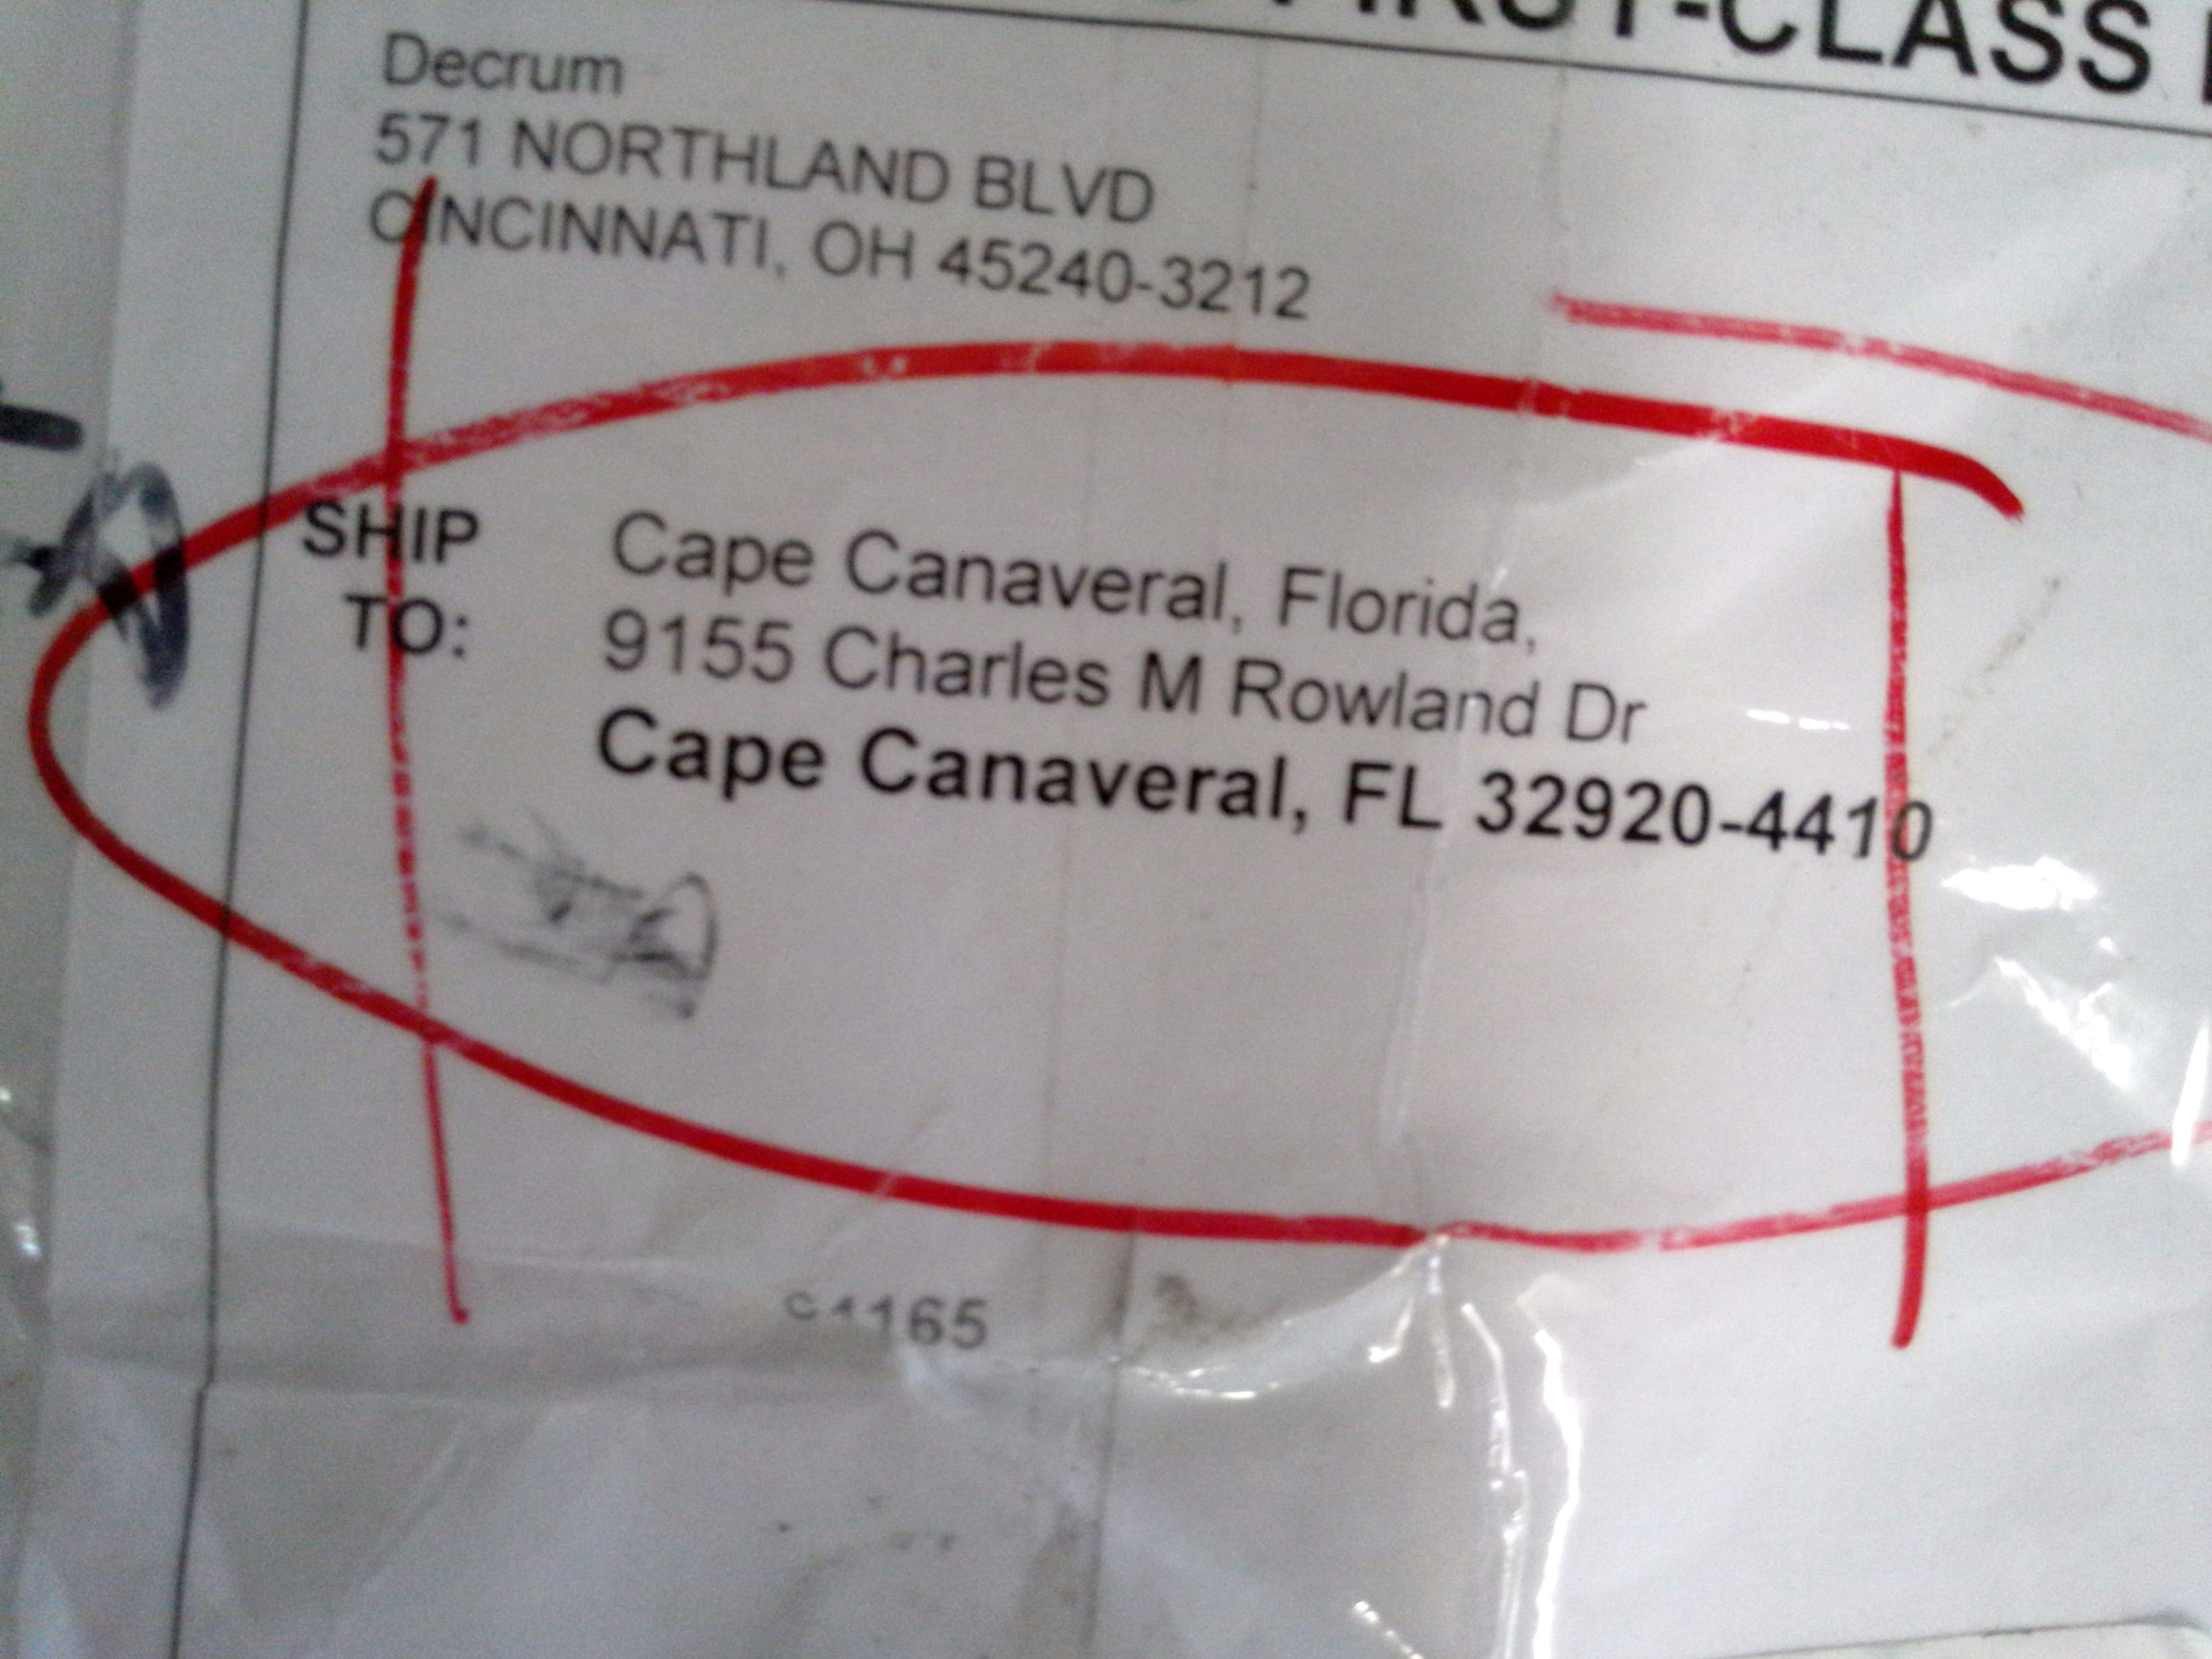 FIRST-CLASS
Decrum
571 NORTHLAND BLVD
CINCINNATI, OH 45240-3212
SHIP TO:
Cape Canaveral, Florida,
9155 Charles M Rowland Dr
Cape Canaveral, FL 32920-4410